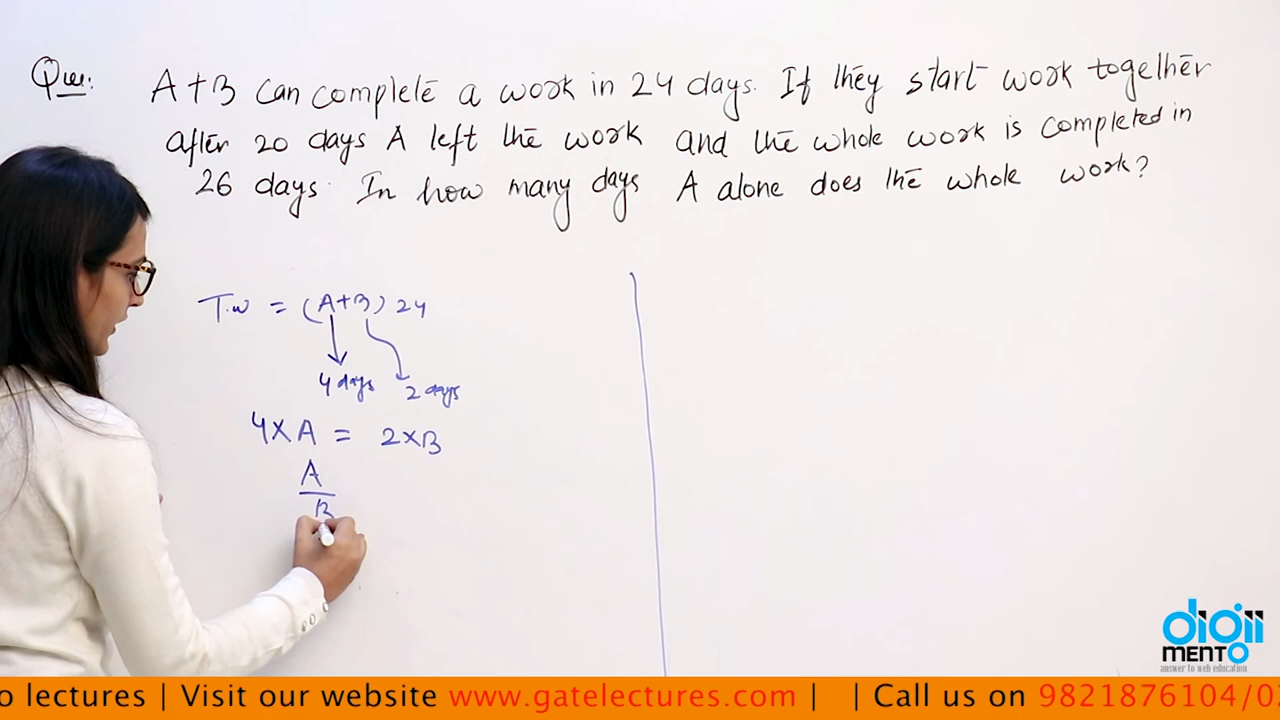 Que:
A+B can complete a work in 24 days. If they start work together
after 20 days A left the work and the whole work is completed in
26 days. In how many days A alone does the whole work?
T.W = (A+B) 24
4 days 2 days
4×A = 2×B
A
B
digii
MENTO
answer to web education
o lectures | Visit our website www.gatelectures.com | | Call us on 9821876104/0